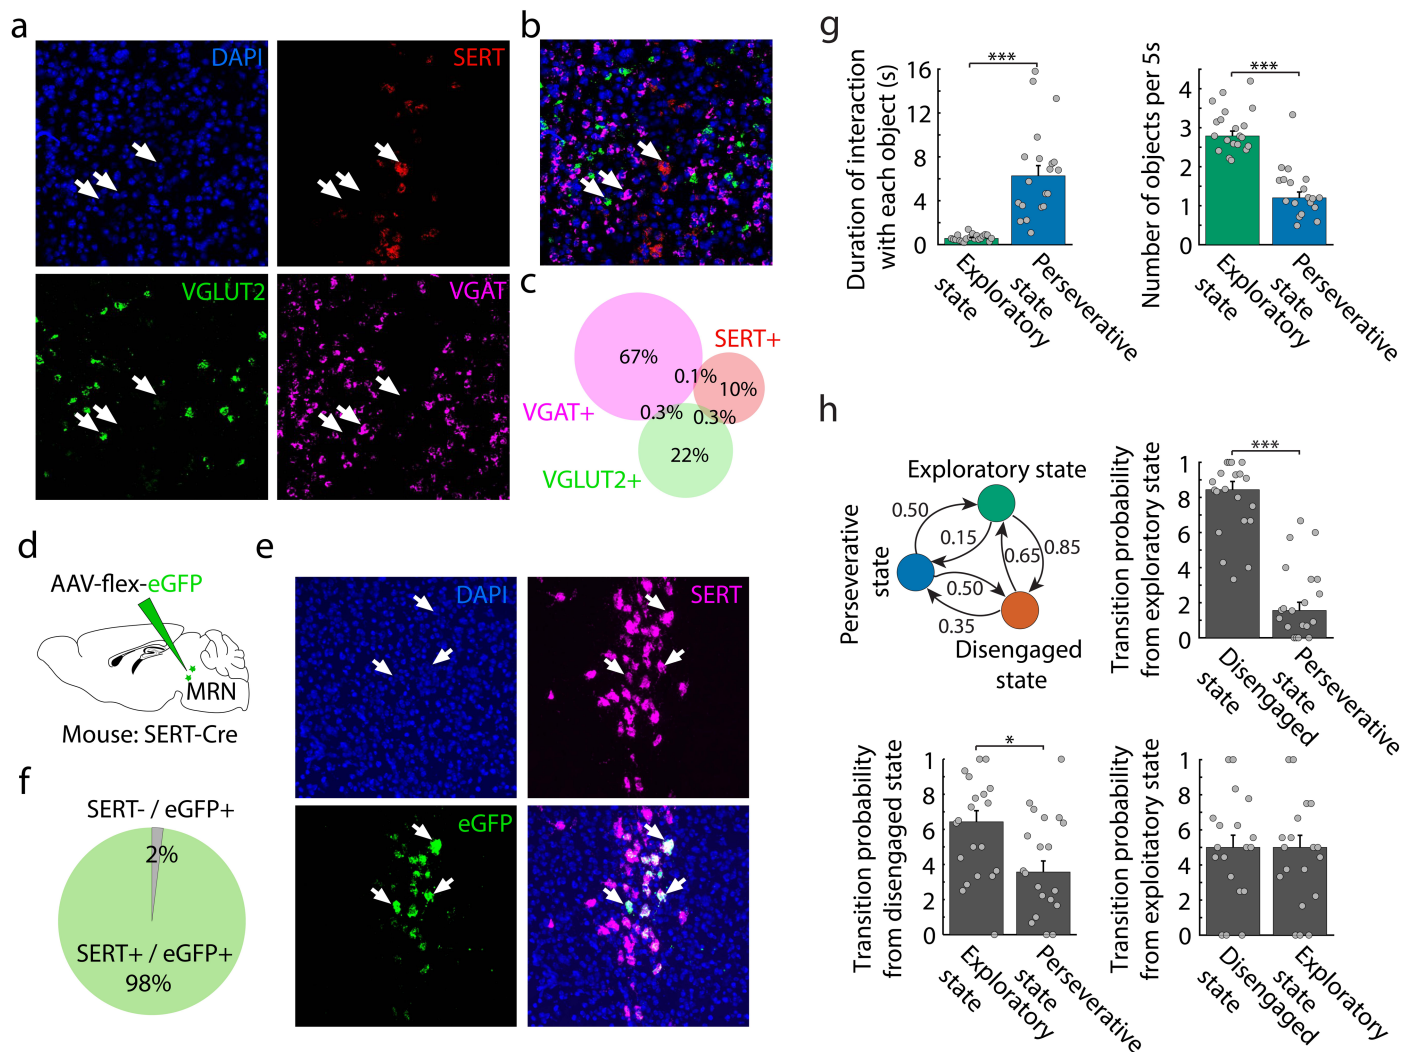 a
DAPI
SERT
VGLUT2
VGAT
b
c
67%
SERT+
0.1%
10%
VGAT+
0.3%
0.3%
22%
VGLUT2+
d
AAV-flex-eGFP
MRN
Mouse: SERT-Cre
e
DAPI
SERT
eGFP
f
SERT- / eGFP+
2%
SERT+ / eGFP+
98%
g
Duration of interaction
with each object (s)
16
12
8
4
0
***
Exploratory
state
Perseverative
state
Number of objects per 5s
4
3
2
1
0
***
Exploratory
state
Perseverative
state
h
Exploratory state
Perseverative
state
0.50
0.15
0.65
0.85
0.50
0.35
Disengaged
state
Transition probability
from exploratory state
1
8
6
4
2
0
***
Disengaged
state
Perseverative
state
Transition probability
from disengaged state
1
8
6
4
2
0
*
Exploratory
state
Perseverative
state
Transition probability
from exploitatory state
1
8
6
4
2
0
Disengaged
state
Exploratory
state